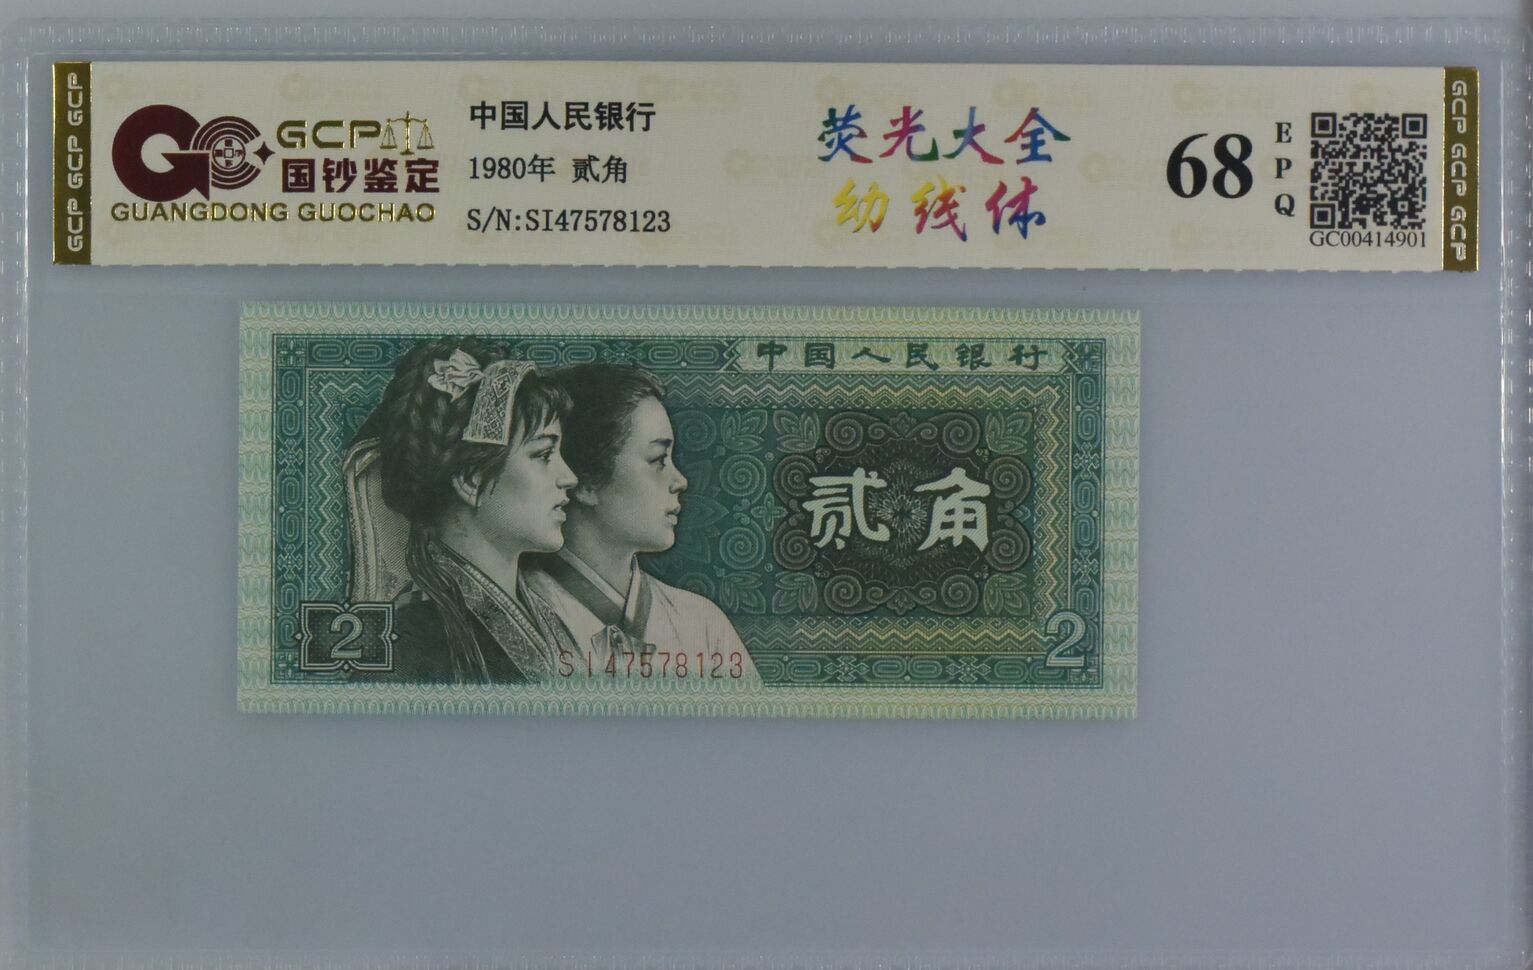 GCP GCP GCP
GCP
国钞鉴定
GUANGDONG GUOCHAO
中国人民银行
1980年 贰角
S/N:SI47578123
荧光大全
幼线体
68
E
P
Q
GC00414901
GCP GCP GCP
中国人民银行
贰角
2
SI47578123
2